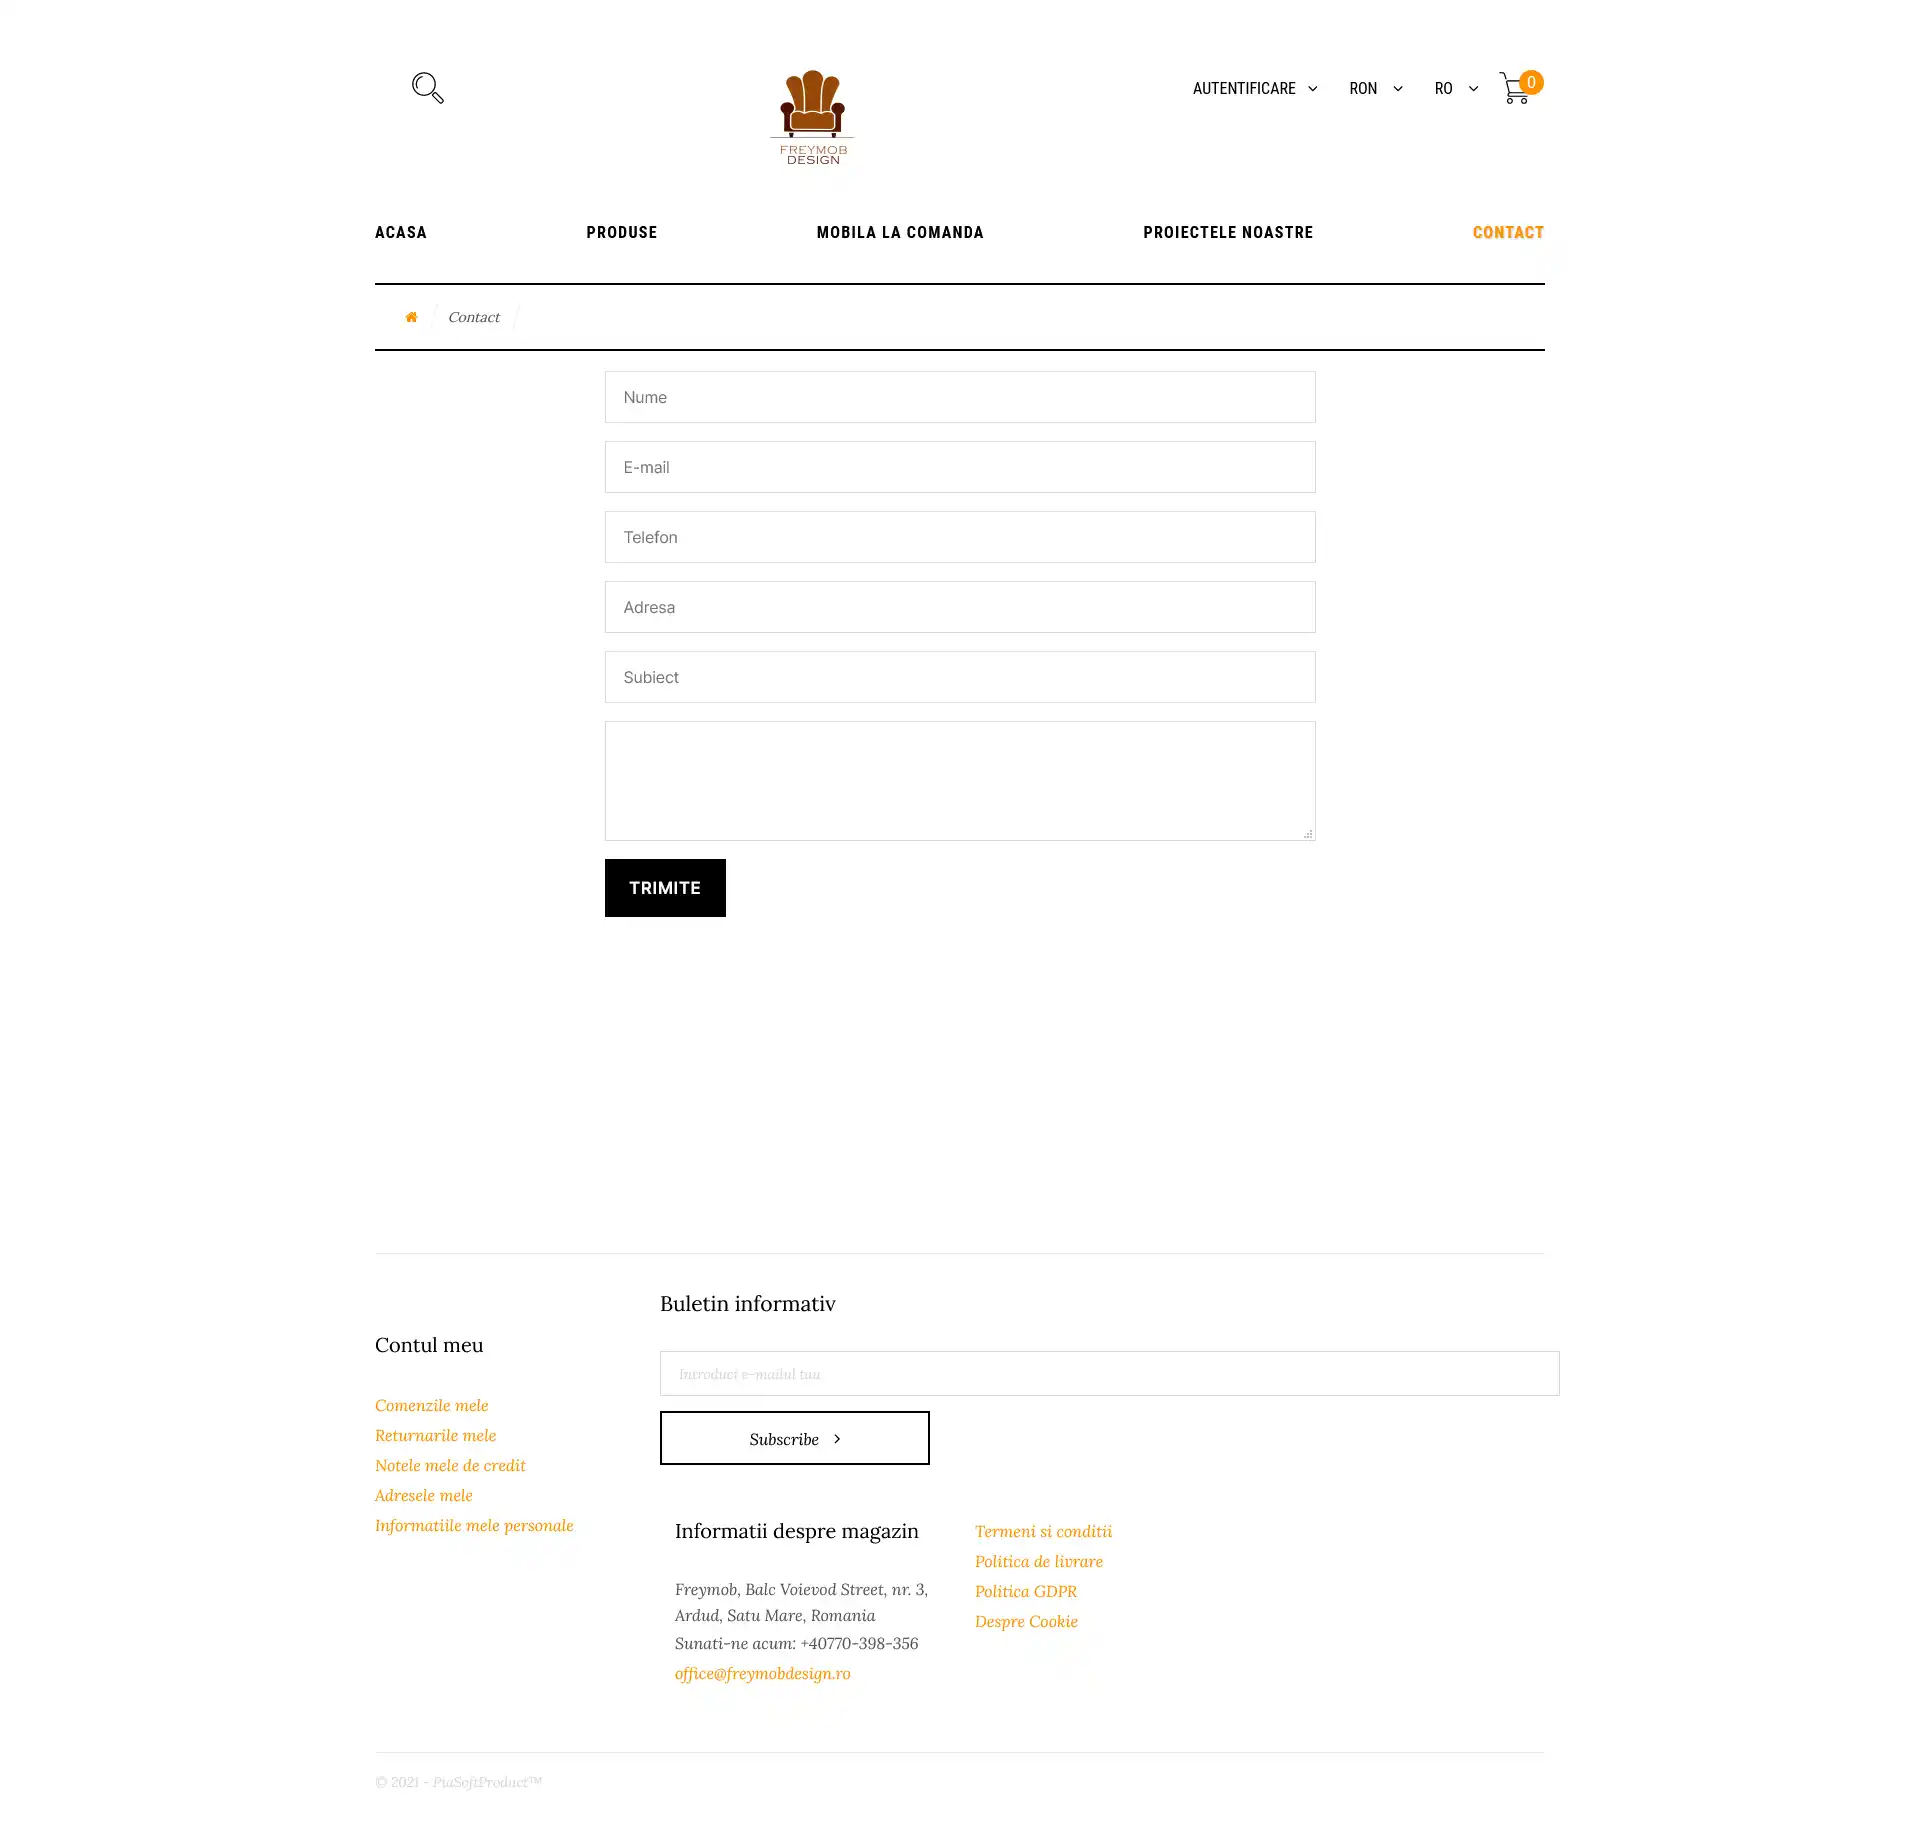 AUTENTIFICARE RON RO 0
FREYMOB
DESIGN
ACASA PRODUSE MOBILA LA COMANDA PROIECTELE NOASTRE CONTACT
Contact
Nume
E-mail
Telefon
Adresa
Subiect
TRIMITE
Buletin informativ
Contul meu
Introduct e-mailul tau
Subscribe
Comenzile mele
Returnarile mele
Notele mele de credit
Adresele mele
Informatiile mele personale
Informatii despre magazin
Freymob, Balc Voievod Street, nr. 3,
Ardud, Satu Mare, Romania
Sunati-ne acum: +40770-398-356
office@freymobdesign.ro
Termeni si conditii
Politica de livrare
Politica GDPR
Despre Cookie
© 2021 - PiaSoftProduct™